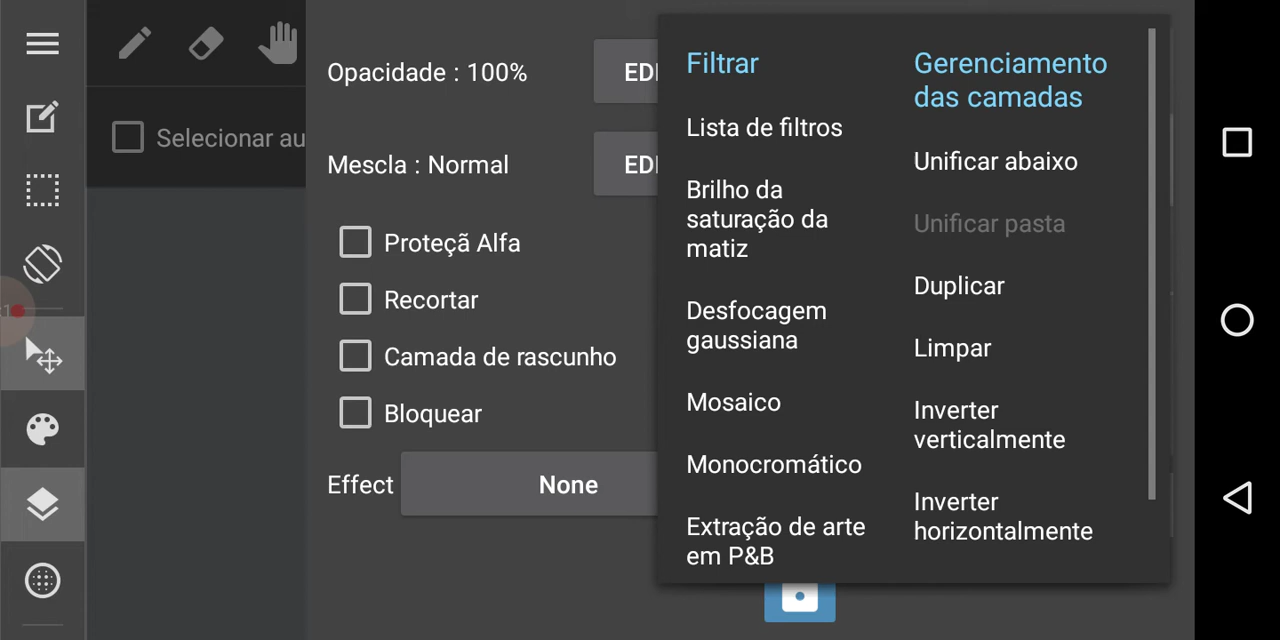 Selecionar au
Opacidade : 100%
EDI
Mescla : Normal
EDI
Proteçã Alfa
Recortar
Camada de rascunho
Bloquear
Effect
None
Filtrar
Lista de filtros
Brilho da
saturação da
matiz
Desfocagem
gaussiana
Mosaico
Monocromático
Extração de arte
em P&B
Gerenciamento
das camadas
Unificar abaixo
Unificar pasta
Duplicar
Limpar
Inverter
verticalmente
Inverter
horizontalmente